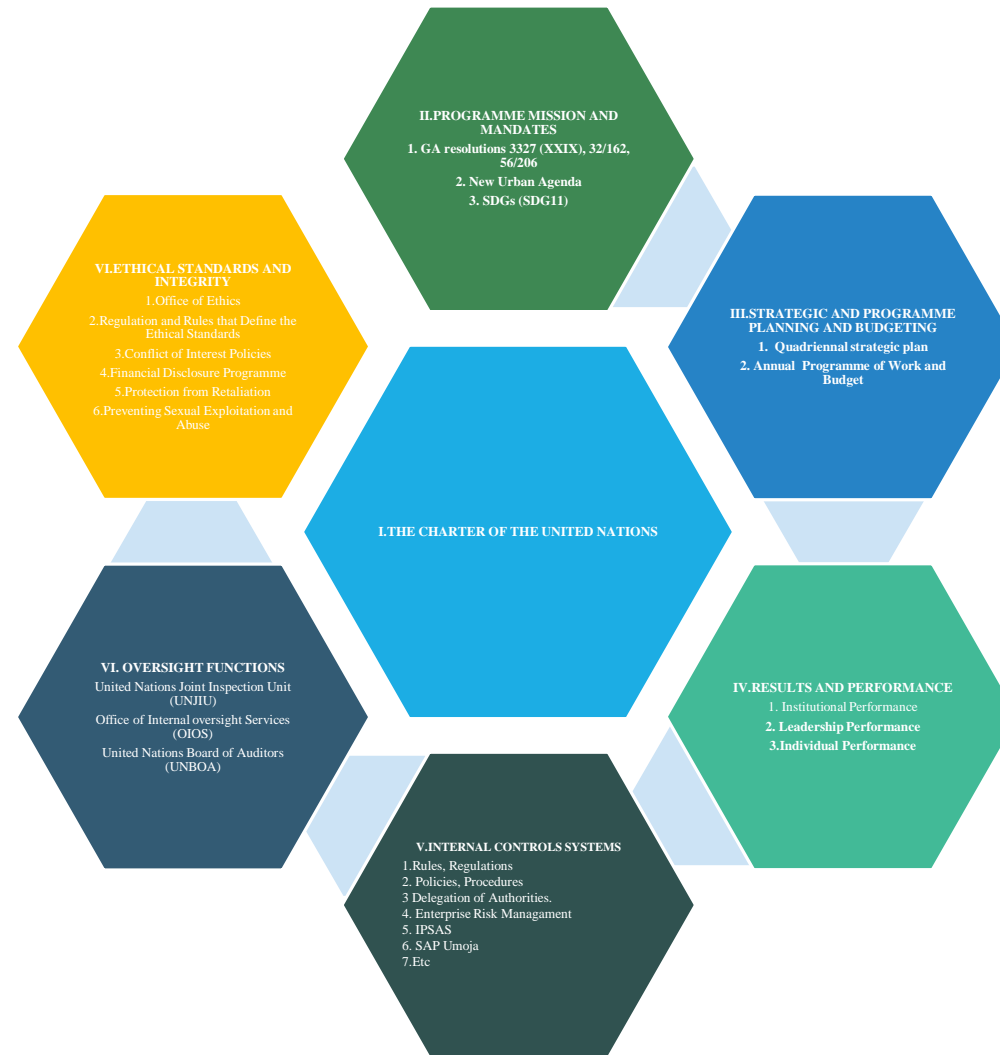 II.PROGRAMME MISSION AND
MANDATES
1. GA resolutions 3327 (XXIX), 32/162,
56/206
2. New Urban Agenda
3. SDGs (SDG11)
III.STRATEGIC AND PROGRAMME
PLANNING AND BUDGETING
1. Quadriennal strategic plan
2. Annual Programme of Work and
Budget
IV.RESULTS AND PERFORMANCE
1. Institutional Performance
2. Leadership Performance
3.Individual Performance
V.INTERNAL CONTROLS SYSTEMS
1.Rules, Regulations
2. Policies, Procedures
3 Delegation of Authorities.
4. Enterprise Risk Managament
5. IPSAS
6. SAP Umoja
7.Etc
VI. OVERSIGHT FUNCTIONS
United Nations Joint Inspection Unit
(UNJIU)
Office of Internal oversight Services
(OIOS)
United Nations Board of Auditors
(UNBOA)
VI.ETHICAL STANDARDS AND
INTEGRITY
1.Office of Ethics
2.Regulation and Rules that Define the
Ethical Standards
3.Conflict of Interest Policies
4.Financial Disclosure Programme
5.Protection from Retaliation
6.Preventing Sexual Exploitation and
Abuse
I.THE CHARTER OF THE UNITED NATIONS